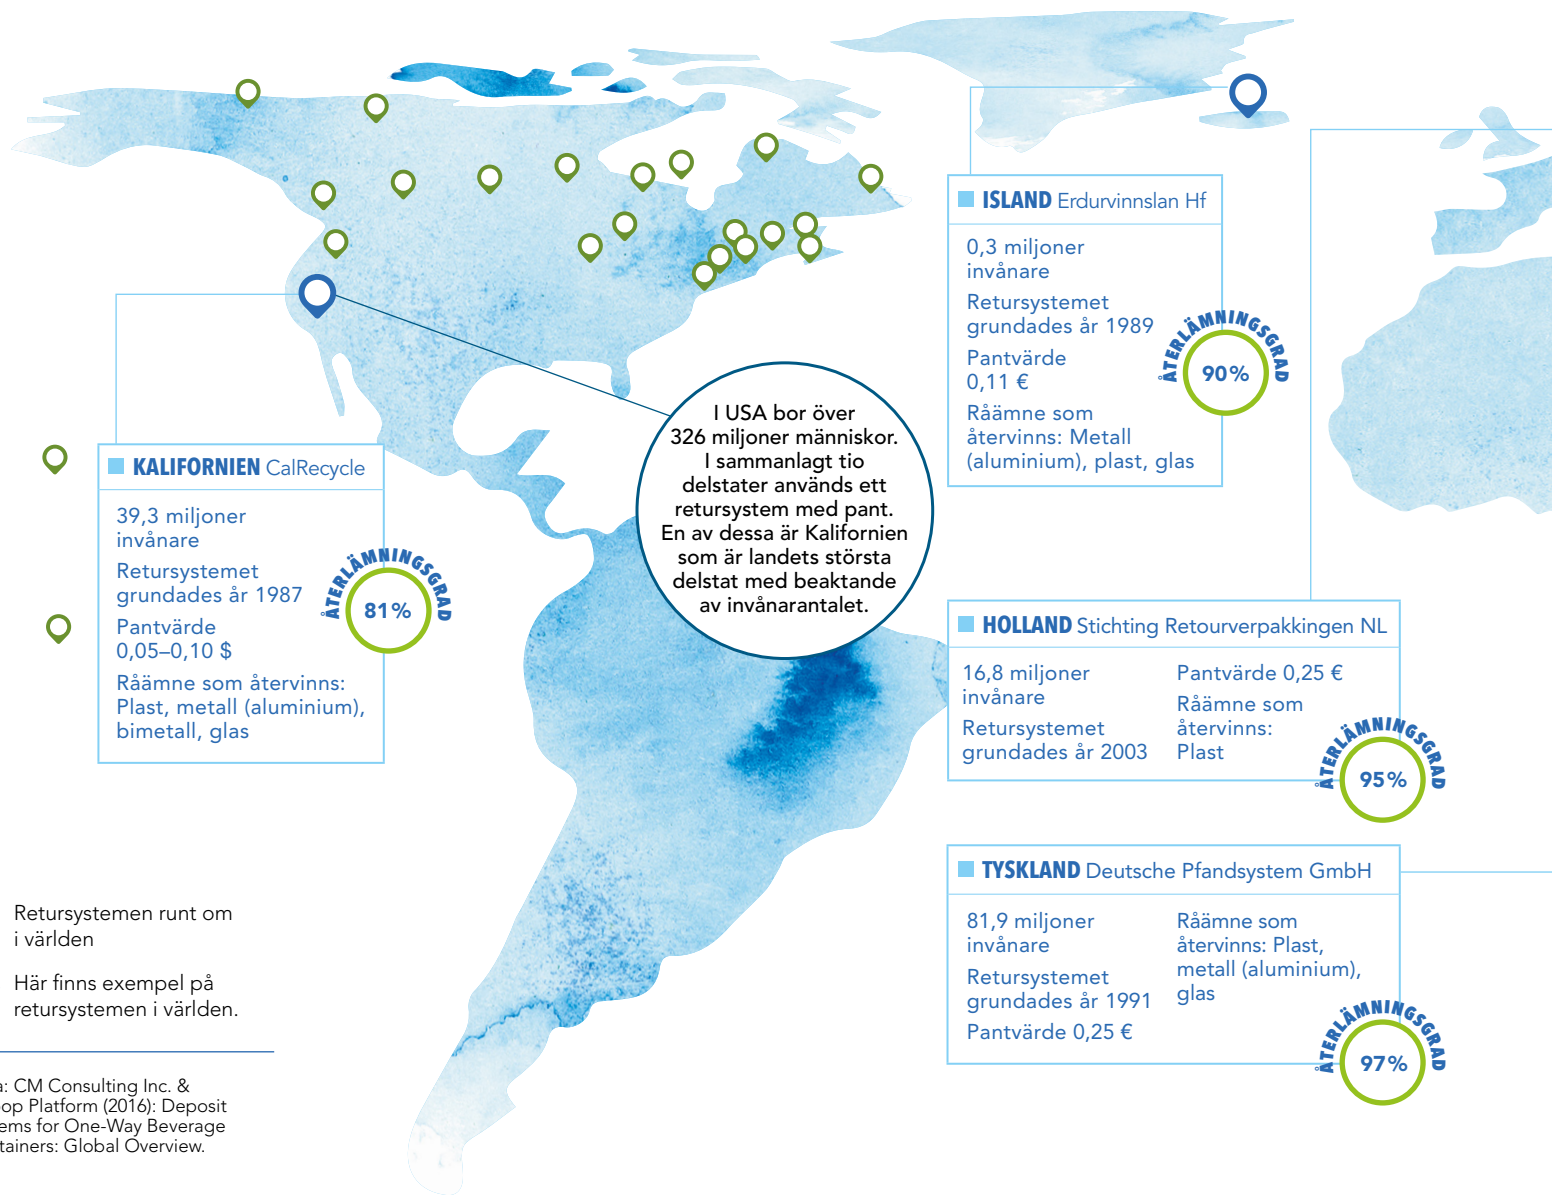 ISLAND Erdurvinnslan Hf
0,3 miljoner
invånare
Retursystemet
grundades år 1989
Pantvärde
0,11 €
Råämne som
återvinns: Metall
(aluminium), plast, glas
ÅTERLÄMNINGSGRAD
90%
I USA bor över
326 miljoner människor.
I sammanlagt tio
delstater används ett
retursystem med pant.
En av dessa är Kalifornien
som är landets största
delstat med beaktande
av invånarantalet.
KALIFORNIEN CalRecycle
39,3 miljoner
invånare
Retursystemet
grundades år 1987
Pantvärde
0,05–0,10 $
Råämne som återvinns:
Plast, metall (aluminium),
bimetall, glas
ÅTERLÄMNINGSGRAD
81%
HOLLAND Stichting Retourverpakkingen NL
16,8 miljoner
invånare
Retursystemet
grundades år 2003
Pantvärde 0,25 €
Råämne som
återvinns:
Plast
ÅTERLÄMNINGSGRAD
95%
TYSKLAND Deutsche Pfandsystem GmbH
81,9 miljoner
invånare
Retursystemet
grundades år 1991
Pantvärde 0,25 €
Råämne som
återvinns: Plast,
metall (aluminium),
glas
ÅTERLÄMNINGSGRAD
97%
Retursystemen runt om
i världen
Här finns exempel på
retursystemen i världen.
CM Consulting Inc. &
Platform (2016): Deposit
for One-Way Beverage
Global Overview.